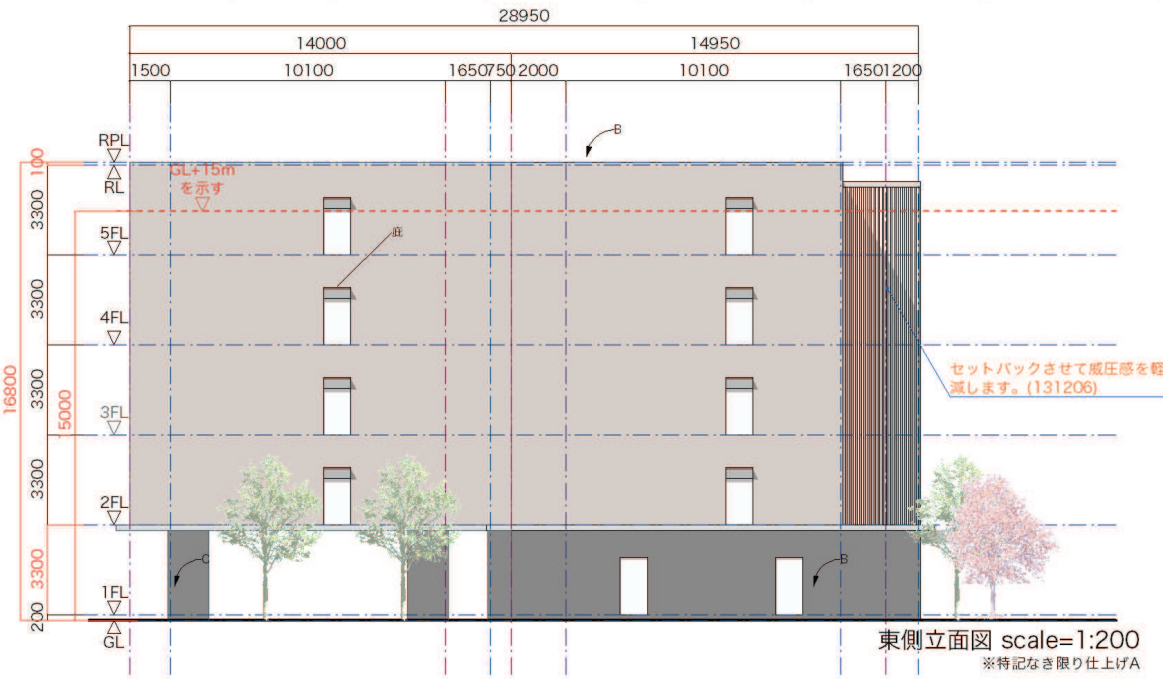 28950
14000 14950
1500 10100 1650 750 2000 10100 1650 1200
B
RPL
100
GL+15m
を示す
RL
3300
5FL
庇
3300
4FL
セットバックさせて威圧感を軽
減します。(131206)
16800
3300
15000
3FL
3300
2FL
3300
C
B
1FL
200
GL
東側立面図 scale=1:200
※特記なき限り仕上げA